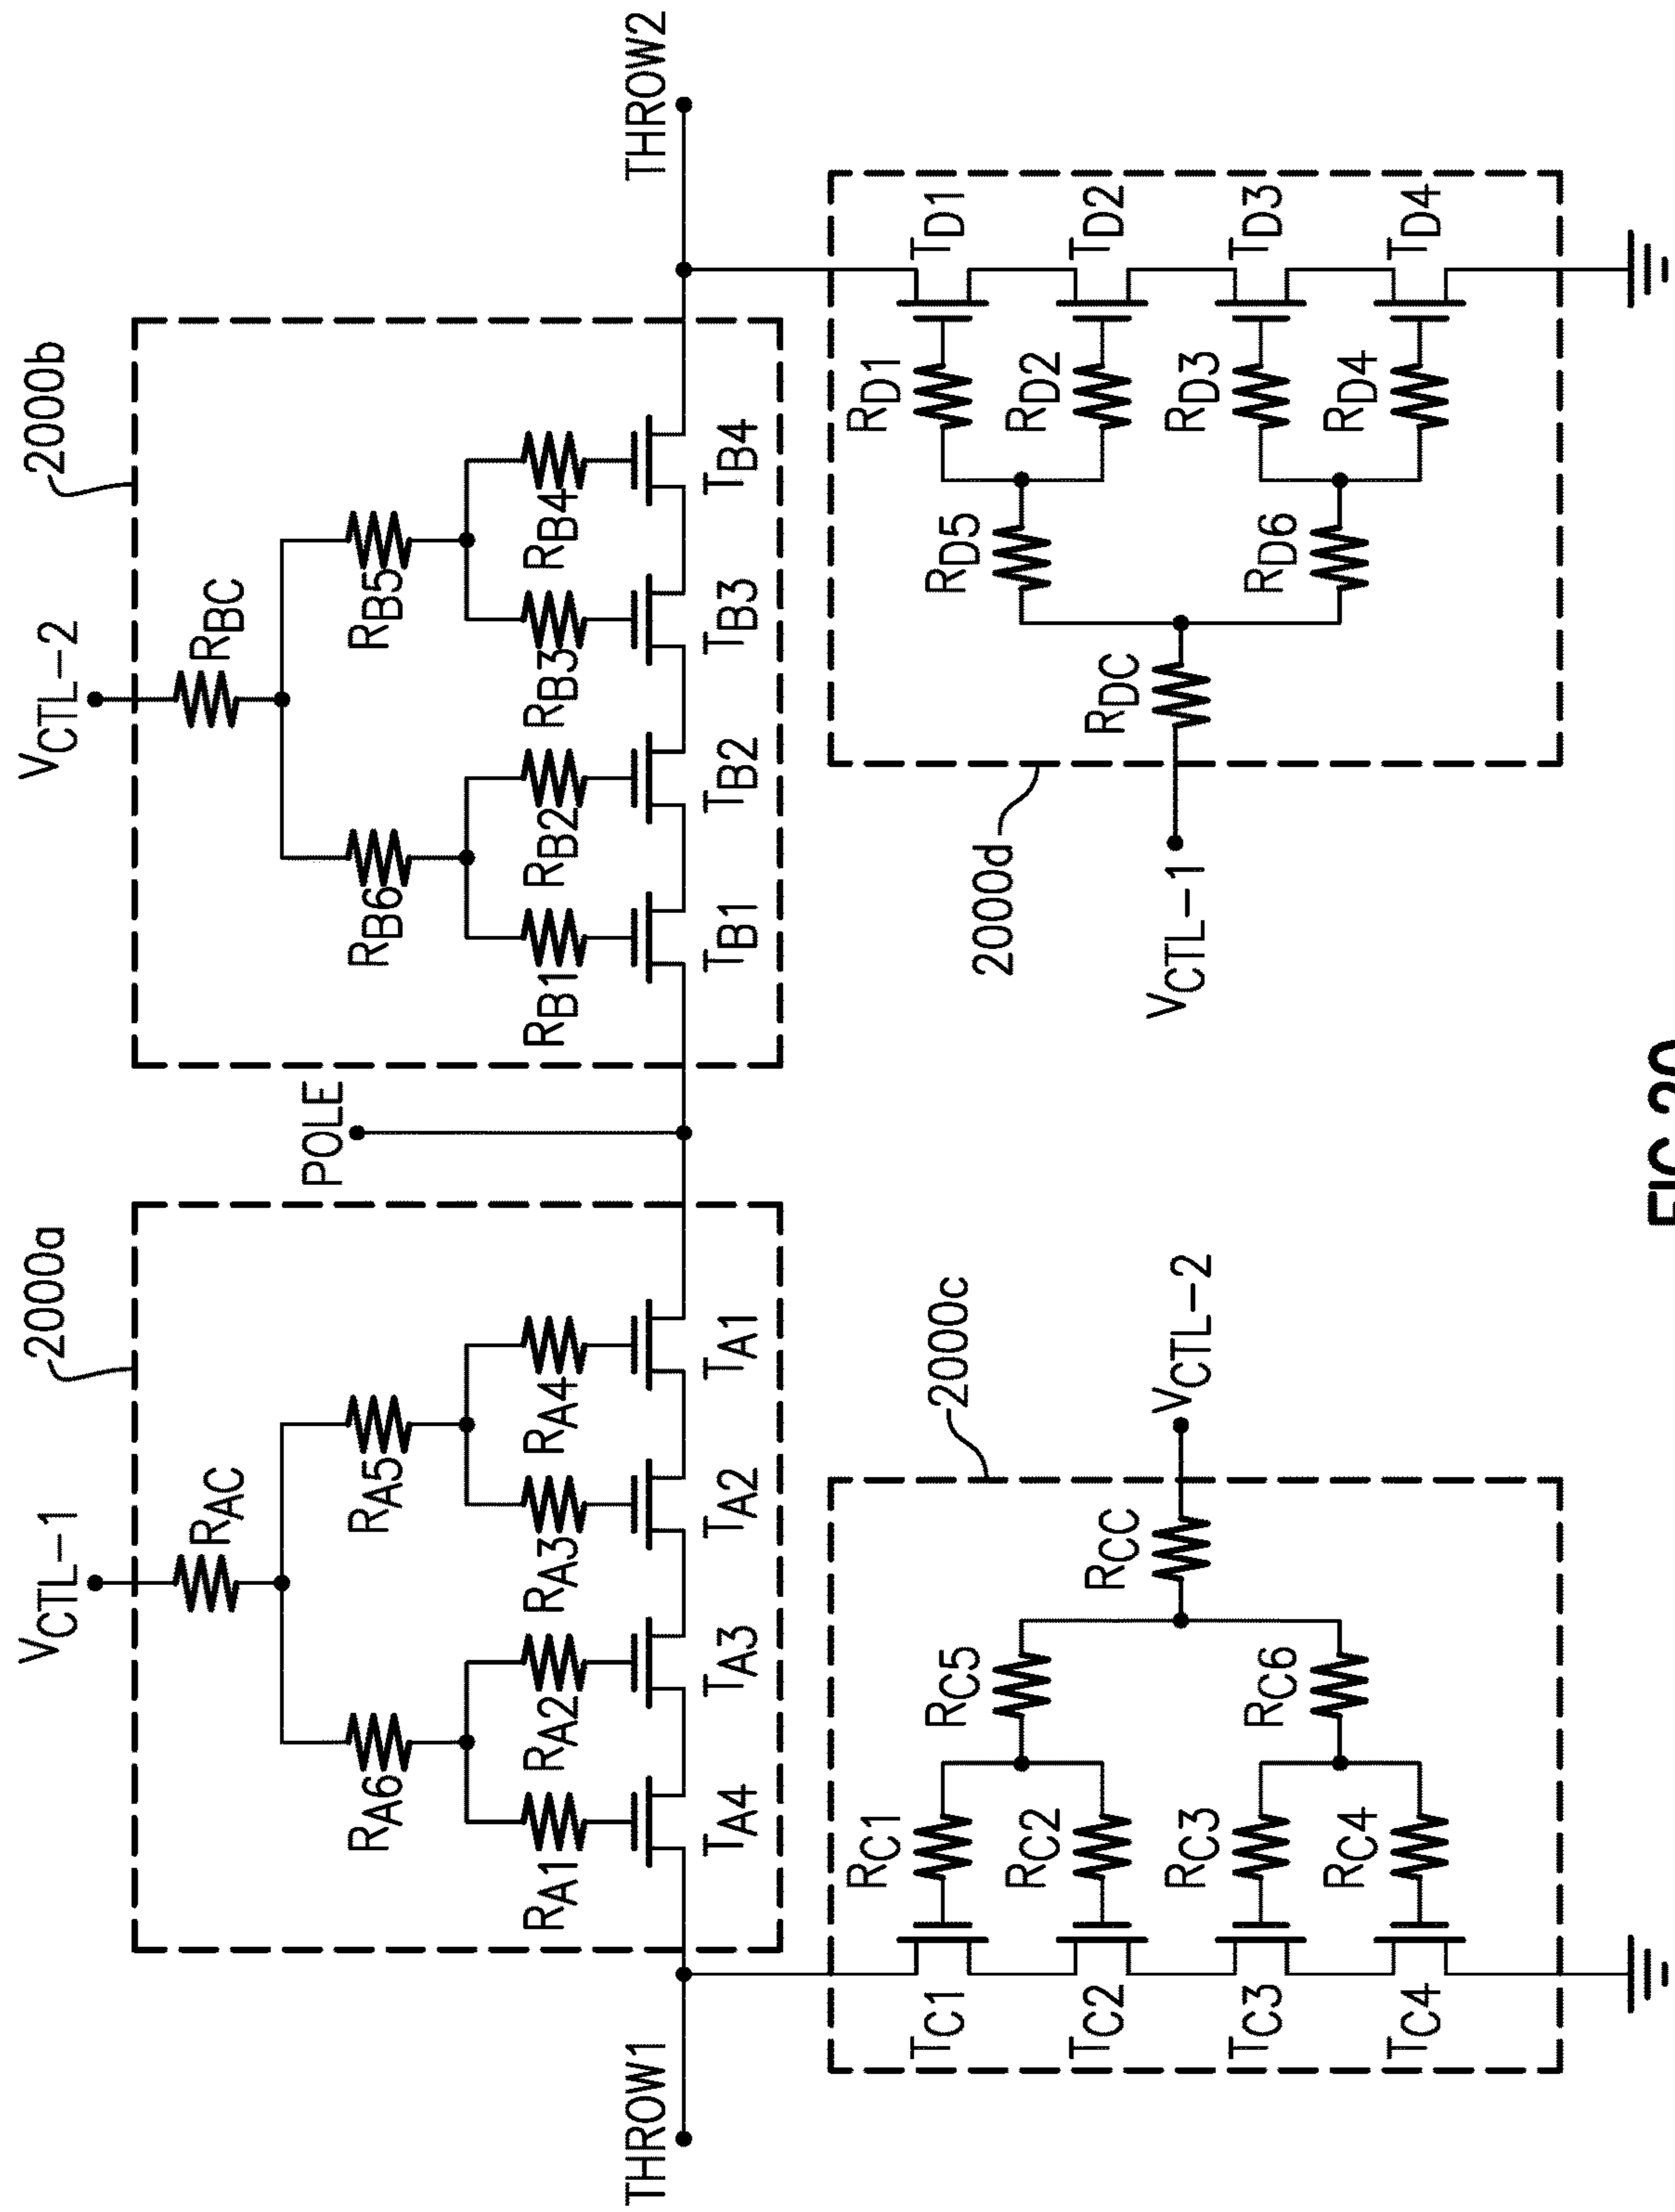 2000a
2000b
VCTL-1
VCTL-2
RAC
RBC
POLE
RA6
RA5
RB6
RB5
RA1
RA2
RA3
RA4
RB1
RB2
RB3
RB4
THROW1
THROW2
TA4
TA3
TA2
TA1
TB1
TB2
TB3
TB4
2000c
2000d
TC1
RC1
RC5
TC2
RC2
RCC
VCTL-2
TC3
RC3
RC6
TC4
RC4
VCTL-1
RDC
RD5
RD1
TD1
RD2
TD2
RD6
RD3
TD3
RD4
TD4